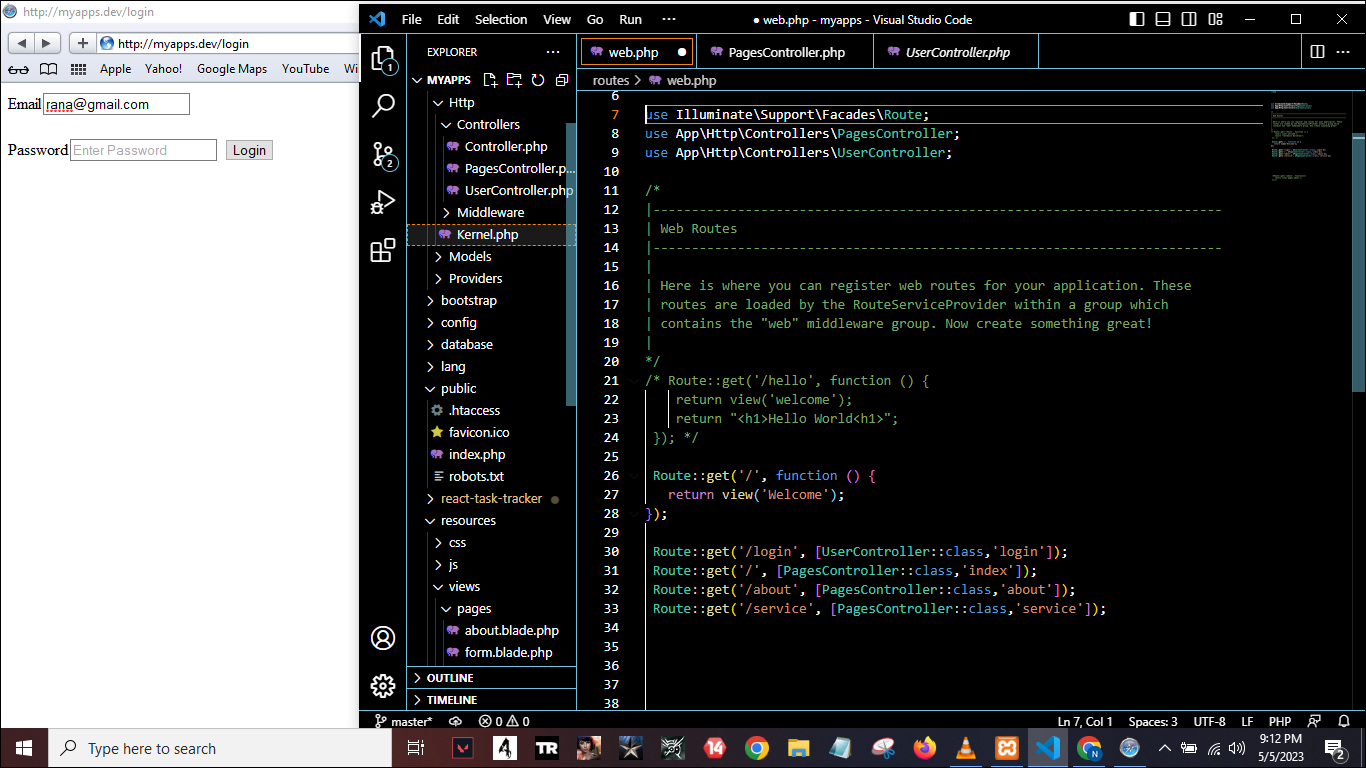 http://myapps.dev/login
http://myapps.dev/login
Apple Yahoo! Google Maps YouTube Wi
Email rana@gmail.com
Password Enter Password Login
File Edit Selection View Go Run ··· ● web.php - myapps - Visual Studio Code
EXPLORER ···
MYAPPS
Http
Controllers
Controller.php
PagesController.p...
UserController.php
Middleware
Kernel.php
Models
Providers
bootstrap
config
database
lang
public
.htaccess
favicon.ico
index.php
robots.txt
react-task-tracker
resources
css
js
views
pages
about.blade.php
form.blade.php
OUTLINE
TIMELINE
1
2
web.php PagesController.php UserController.php
routes > web.php
6
7 use Illuminate\Support\Facades\Route;
8 use App\Http\Controllers\PagesController;
9 use App\Http\Controllers\UserController;
10
11 /*
12 |--------------------------------------------------------------------------
13 | Web Routes
14 |--------------------------------------------------------------------------
15 |
16 | Here is where you can register web routes for your application. These
17 | routes are loaded by the RouteServiceProvider within a group which
18 | contains the "web" middleware group. Now create something great!
19 |
20 */
21 /* Route::get('/hello', function () {
22 return view('welcome');
23 return "<h1>Hello World<h1>";
24 }); */
25
26 Route::get('/', function () {
27 return view('Welcome');
28 });
29
30 Route::get('/login', [UserController::class,'login']);
31 Route::get('/', [PagesController::class,'index']);
32 Route::get('/about', [PagesController::class,'about']);
33 Route::get('/service', [PagesController::class,'service']);
34
35
36
37
38
master* 0 0 Ln 7, Col 1 Spaces: 3 UTF-8 LF PHP
Type here to search
4 TR 14 N
9:12 PM
5/5/2023
2